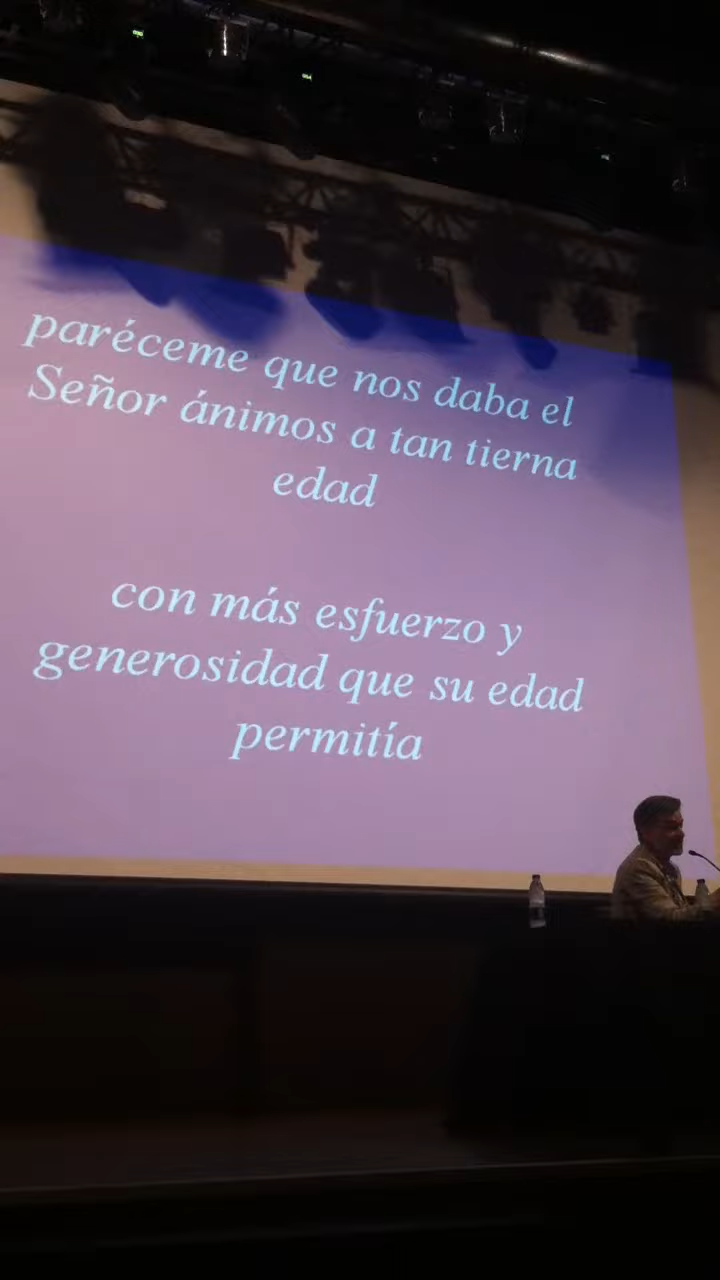 paréceme que nos daba el
Señor ánimos a tan tierna
edad
con más esfuerzo y
generosidad que su edad
permitía